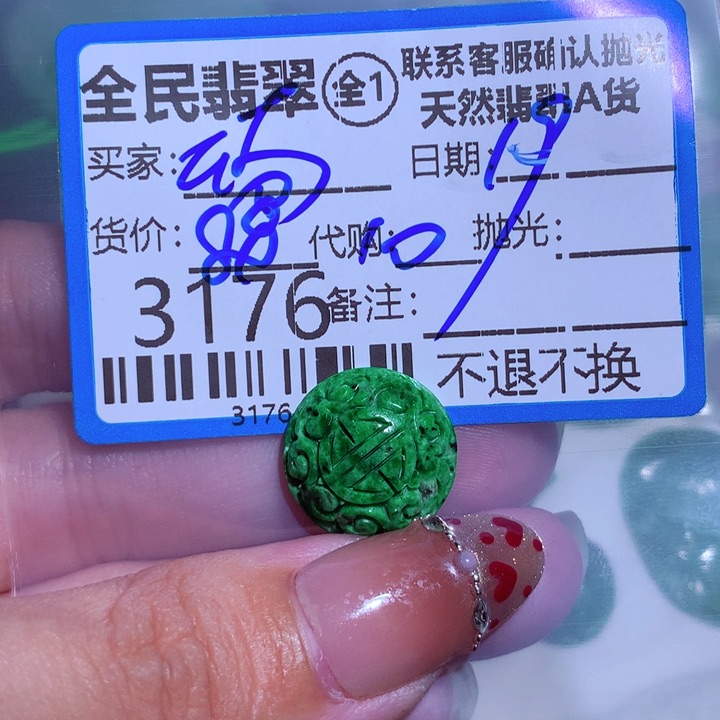 全民翡翠 全1 联系客服确认抛光
天然翡翠A货
买家: 日期:
货价: 88 代购: 10 抛光:
3176 备注:
不退不换
3176